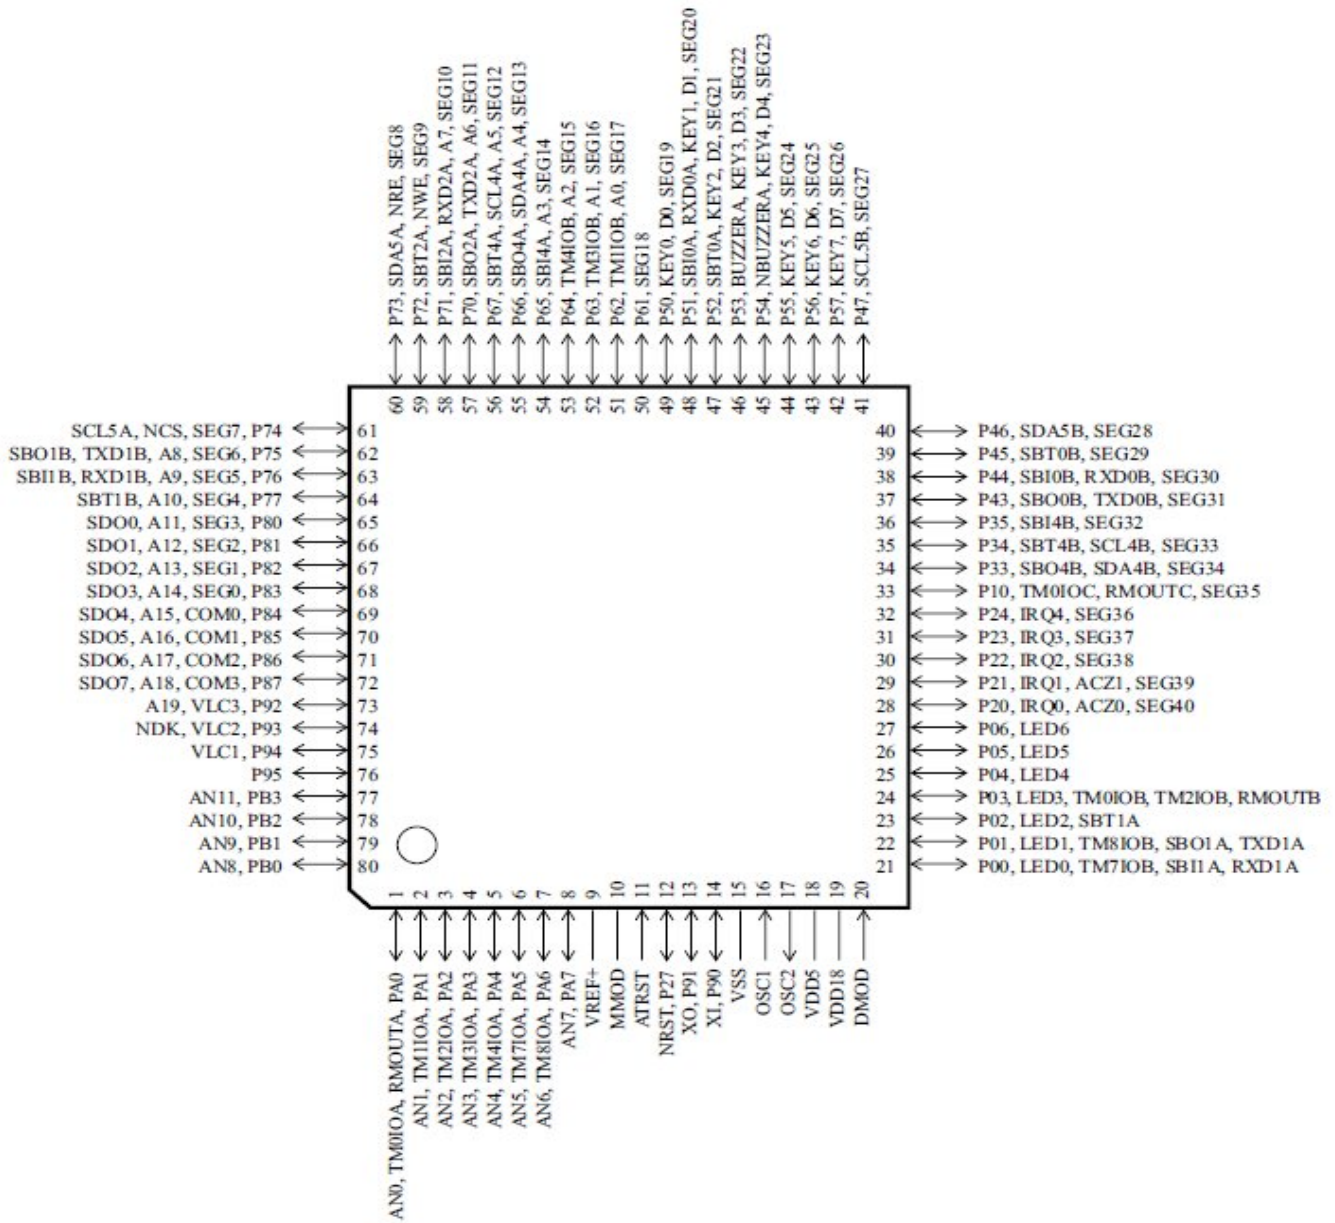 P73, SDA5A, NRE, SEG8
P72, SBT2A, NWE, SEG9
P71, SBI2A, RXD2A, A7, SEG10
P70, SBO2A, TXD2A, A6, SEG11
P67, SBT4A, SCL4A, A5, SEG12
P66, SBO4A, SDA4A, A4, SEG13
P65, SBI4A, A3, SEG14
P64, TM4IOB, A2, SEG15
P63, TM3IOB, A1, SEG16
P62, TM1IOB, A0, SEG17
P61, SEG18
P50, KEY0, D0, SEG19
P51, SBI0A, RXD0A, KEY1, D1, SEG20
P52, SBT0A, KEY2, D2, SEG21
P53, BUZZERA, KEY3, D3, SEG22
P54, NBUZZERA, KEY4, D4, SEG23
P55, KEY5, D5, SEG24
P56, KEY6, D6, SEG25
P57, KEY7, D7, SEG26
P47, SCL5B, SEG27
60 59 58 57 56 55 54 53 52 51 50 49 48 47 46 45 44 43 42 41
SCL5A, NCS, SEG7, P74 61
SBO1B, TXD1B, A8, SEG6, P75 62
SBI1B, RXD1B, A9, SEG5, P76 63
SBT1B, A10, SEG4, P77 64
SDO0, A11, SEG3, P80 65
SDO1, A12, SEG2, P81 66
SDO2, A13, SEG1, P82 67
SDO3, A14, SEG0, P83 68
SDO4, A15, COM0, P84 69
SDO5, A16, COM1, P85 70
SDO6, A17, COM2, P86 71
SDO7, A18, COM3, P87 72
A19, VLC3, P92 73
NDK, VLC2, P93 74
VLC1, P94 75
P95 76
AN11, PB3 77
AN10, PB2 78
AN9, PB1 79
AN8, PB0 80
40 P46, SDA5B, SEG28
39 P45, SBT0B, SEG29
38 P44, SBI0B, RXD0B, SEG30
37 P43, SBO0B, TXD0B, SEG31
36 P35, SBI4B, SEG32
35 P34, SBT4B, SCL4B, SEG33
34 P33, SBO4B, SDA4B, SEG34
33 P10, TM0IOC, RMOUTC, SEG35
32 P24, IRQ4, SEG36
31 P23, IRQ3, SEG37
30 P22, IRQ2, SEG38
29 P21, IRQ1, ACZ1, SEG39
28 P20, IRQ0, ACZ0, SEG40
27 P06, LED6
26 P05, LED5
25 P04, LED4
24 P03, LED3, TM0IOB, TM2IOB, RMOUTB
23 P02, LED2, SBT1A
22 P01, LED1, TM8IOB, SBO1A, TXD1A
21 P00, LED0, TM7IOB, SBI1A, RXD1A
1 2 3 4 5 6 7 8 9 10 11 12 13 14 15 16 17 18 19 20
AN0, TM0IOA, RMOUTA, PA0
AN1, TM1IOA, PA1
AN2, TM2IOA, PA2
AN3, TM3IOA, PA3
AN4, TM4IOA, PA4
AN5, TM7IOA, PA5
AN6, TM8IOA, PA6
AN7, PA7
VREF+
MMOD
ATRST
NRST, P27
XO, P91
XI, P90
VSS
OSC1
OSC2
VDD5
VDD18
DMOD